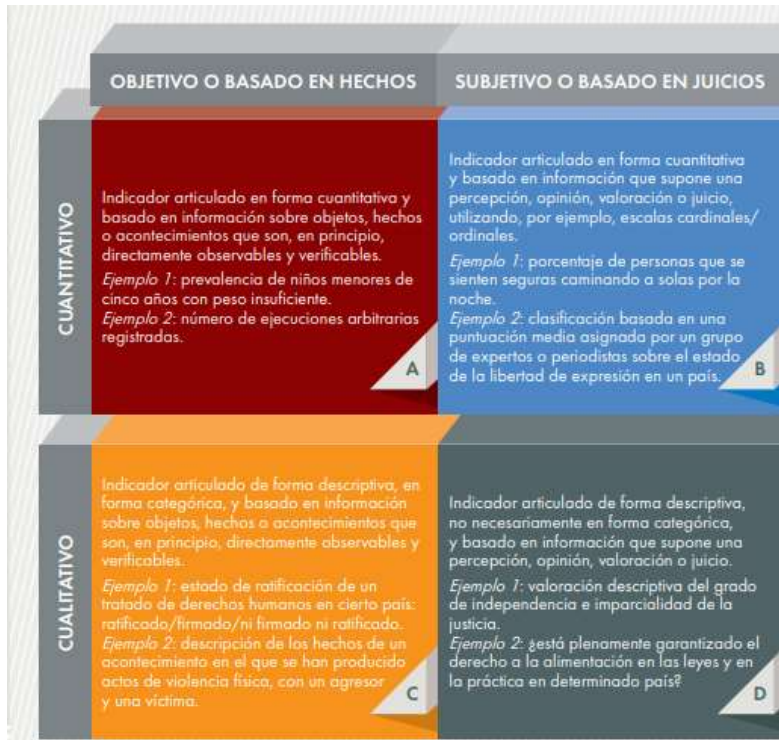 OBJETIVO O BASADO EN HECHOS
SUBJETIVO O BASADO EN JUICIOS
CUANTITATIVO
Indicador articulado en forma cuantitativa y
basado en información sobre objetos, hechos
o acontecimientos que son, en principio,
directamente observables y verificables.
Ejemplo 1: prevalencia de niños menores de
cinco años con peso insuficiente.
Ejemplo 2: número de ejecuciones arbitrarias
registradas.
A
Indicador articulado en forma cuantitativa
y basado en información que supone una
percepción, opinión, valoración o juicio,
utilizando, por ejemplo, escalas cardinales/
ordinales.
Ejemplo 1: porcentaje de personas que se
sienten seguras caminando a solas por la
noche.
Ejemplo 2: clasificación basada en una
puntuación media asignada por un grupo
de expertos o periodistas sobre el estado
de la libertad de expresión en un país.
B
CUALITATIVO
Indicador articulado de forma descriptiva, en
forma categórica, y basado en información
sobre objetos, hechos o acontecimientos que
son, en principio, directamente observables y
verificables.
Ejemplo 1: estado de ratificación de un
tratado de derechos humanos en cierto país:
ratificado/firmado/ni firmado ni ratificado.
Ejemplo 2: descripción de los hechos de un
acontecimiento en el que se han producido
actos de violencia física, con un agresor
y una víctima.
C
Indicador articulado de forma descriptiva,
no necesariamente en forma categórica,
y basado en información que supone una
percepción, opinión, valoración o juicio.
Ejemplo 1: valoración descriptiva del grado
de independencia e imparcialidad de la
justicia.
Ejemplo 2: ¿está plenamente garantizado el
derecho a la alimentación en las leyes y en
la práctica en determinado país?
D